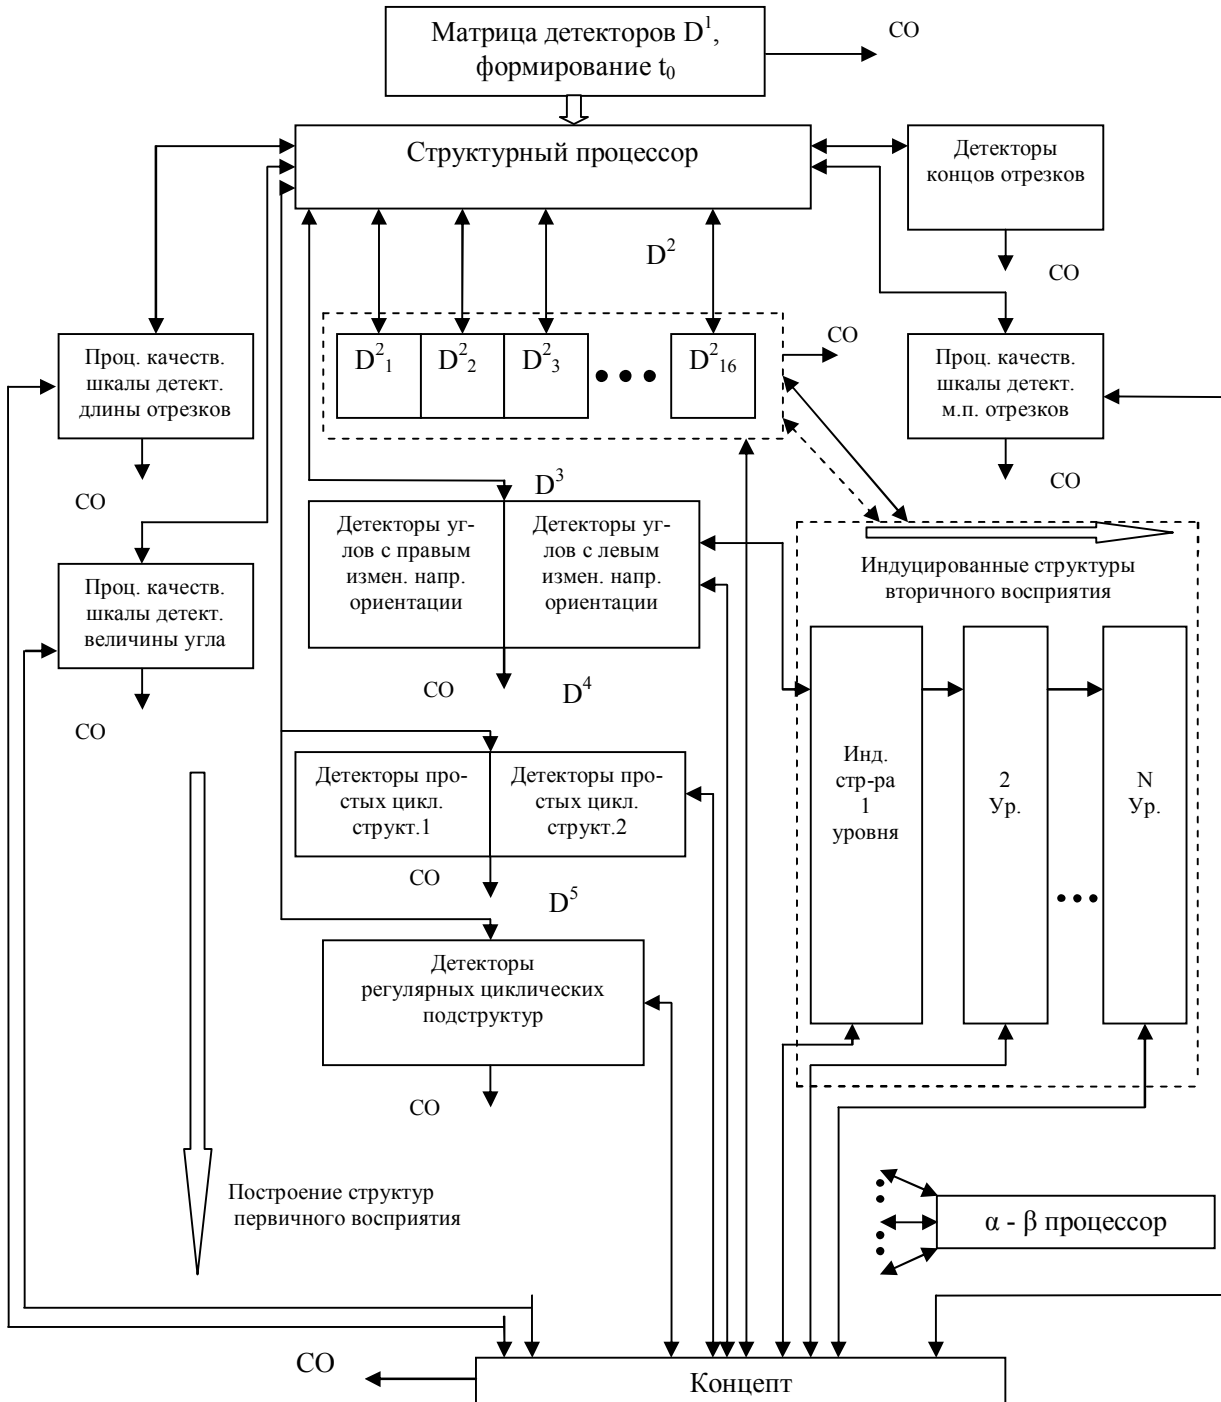 Матрица детекторов D¹,
формирование t₀
СО
Структурный процессор
Детекторы
концов отрезков
СО
D²
Проц. качеств.
шкалы детект.
длины отрезков
СО
D²₁
D²₂
D²₃
•••
D²₁₆
СО
Проц. качеств.
шкалы детект.
м.п. отрезков
СО
D³
Детекторы уг-
лов с правым
измен. напр.
ориентации
Детекторы уг-
лов с левым
измен. напр.
ориентации
СО
Проц. качеств.
шкалы детект.
величины угла
СО
Индуцированные структуры
вторичного восприятия
Инд.
стр-ра
1
уровня
2
Ур.
•••
N
Ур.
D⁴
Детекторы про-
стых цикл.
структ.1
Детекторы про-
стых цикл.
структ.2
СО
D⁵
Детекторы
регулярных циклических
подструктур
СО
Построение структур
первичного восприятия
α - β процессор
СО
Концепт